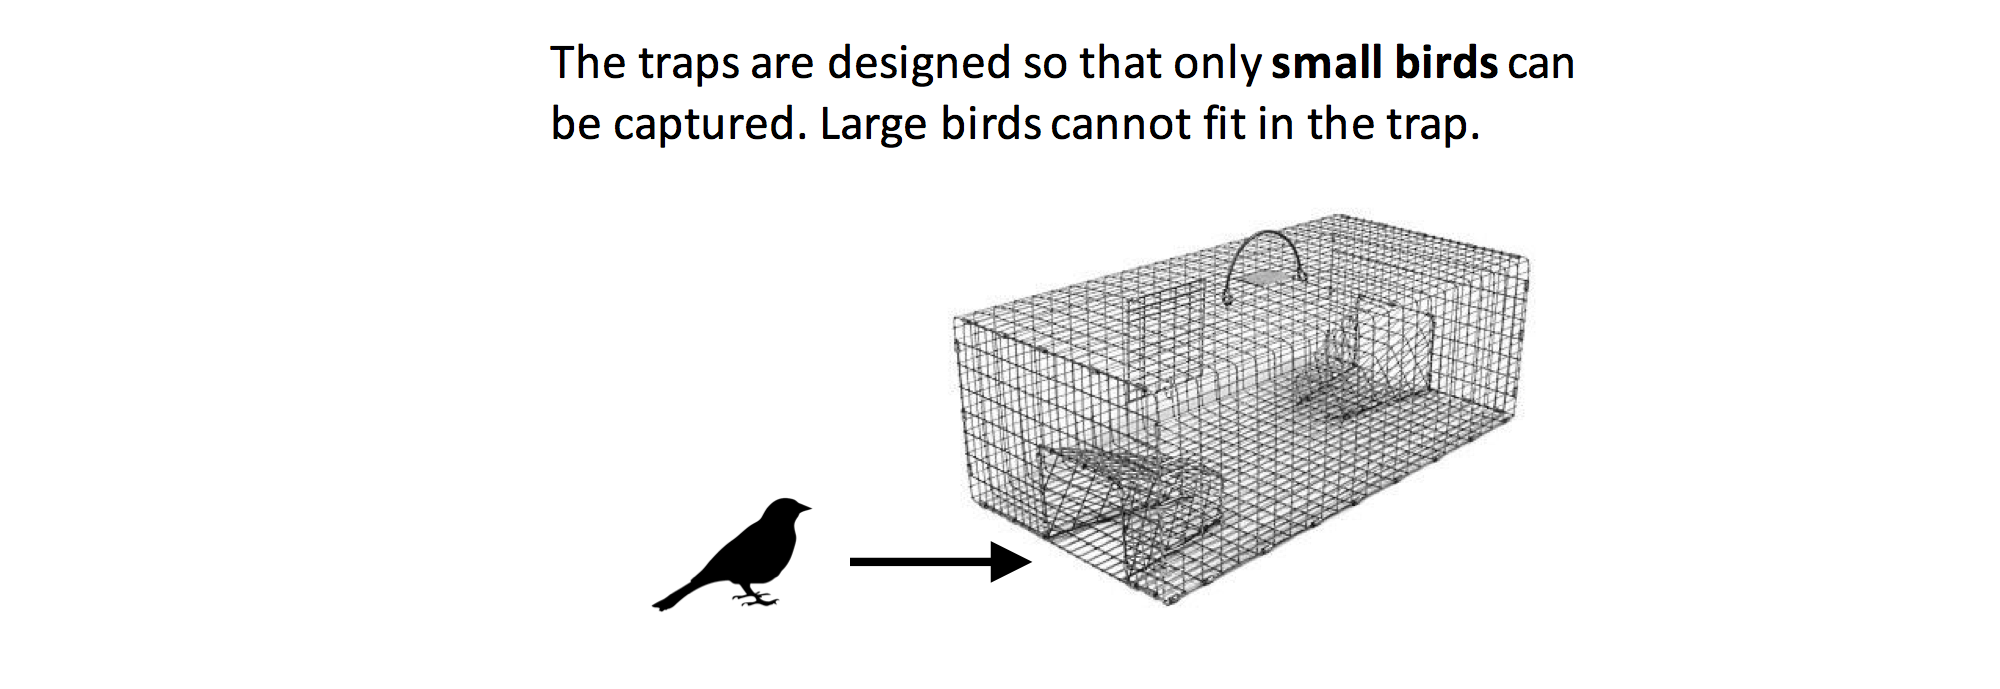 The traps are designed so that only small birds can
be captured. Large birds cannot fit in the trap.